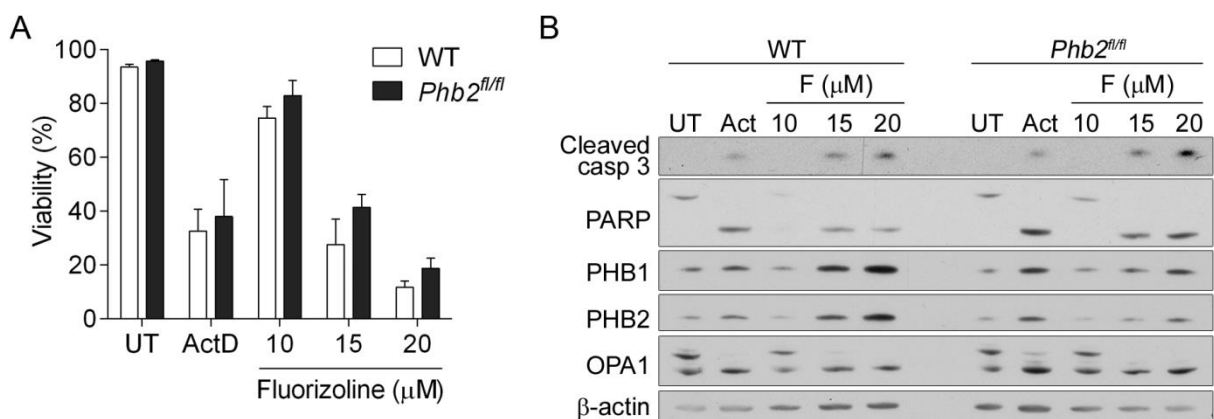 A
100
80
60
40
20
0
Viability (%)
WT
Phb2fl/fl
UT ActD 10 15 20
Fluorizoline (μM)
B
WT Phb2fl/fl
F (μM) F (μM)
UT Act 10 15 20 UT Act 10 15 20
Cleaved
casp 3
PARP
PHB1
PHB2
OPA1
β-actin